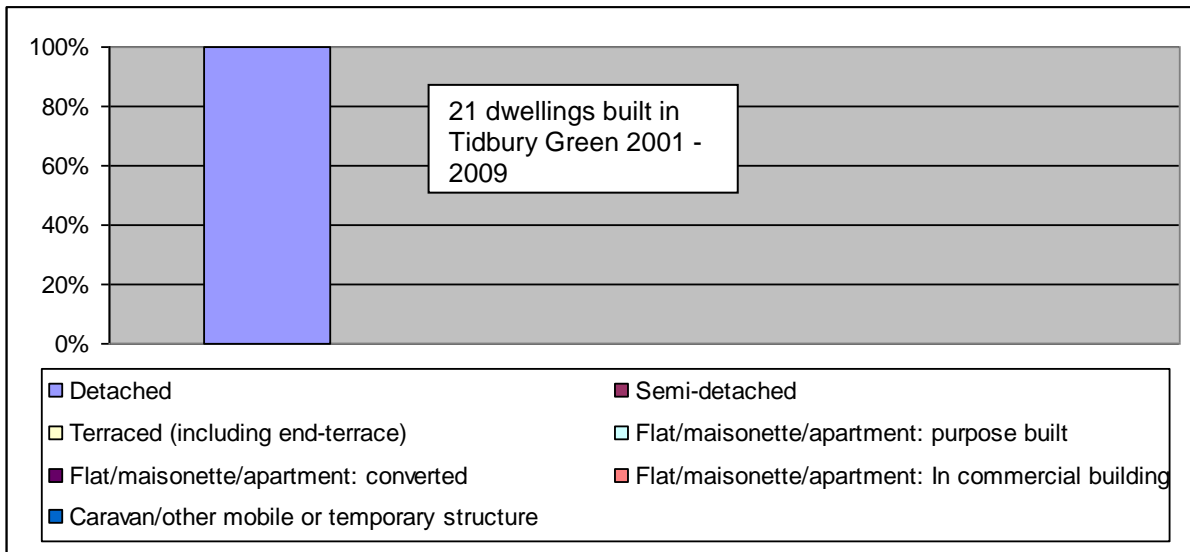 100%
80%
60%
40%
20%
0%
21 dwellings built in
Tidbury Green 2001 -
2009
Detached
Semi-detached
Terraced (including end-terrace)
Flat/maisonette/apartment: purpose built
Flat/maisonette/apartment: converted
Flat/maisonette/apartment: In commercial building
Caravan/other mobile or temporary structure